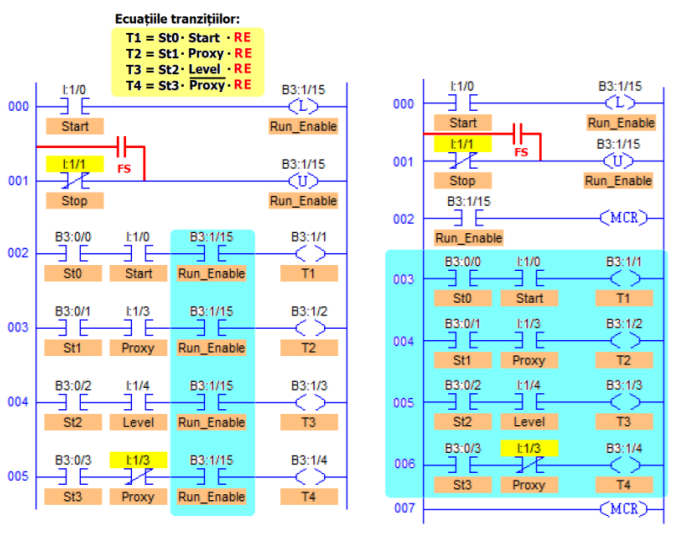 Ecuațiile tranzițiilor:
T1 = St0· Start · RE
T2 = St1· Proxy · RE
T3 = St2· Level · RE
T4 = St3· Proxy · RE
I:1/0 B3:1/15
000 L
Start Run_Enable
FS
I:1/1 B3:1/15
001 U
Stop Run_Enable
B3:0/0 I:1/0 B3:1/15 B3:1/1
002
St0 Start Run_Enable T1
B3:0/1 I:1/3 B3:1/15 B3:1/2
003
St1 Proxy Run_Enable T2
B3:0/2 I:1/4 B3:1/15 B3:1/3
004
St2 Level Run_Enable T3
B3:0/3 I:1/3 B3:1/15 B3:1/4
005
St3 Proxy Run_Enable T4
I:1/0 B3:1/15
000 L
Start Run_Enable
FS
I:1/1 B3:1/15
001 U
Stop Run_Enable
B3:1/15
002 MCR
Run_Enable
B3:0/0 I:1/0 B3:1/1
003
St0 Start T1
B3:0/1 I:1/3 B3:1/2
004
St1 Proxy T2
B3:0/2 I:1/4 B3:1/3
005
St2 Level T3
B3:0/3 I:1/3 B3:1/4
006
St3 Proxy T4
007 MCR